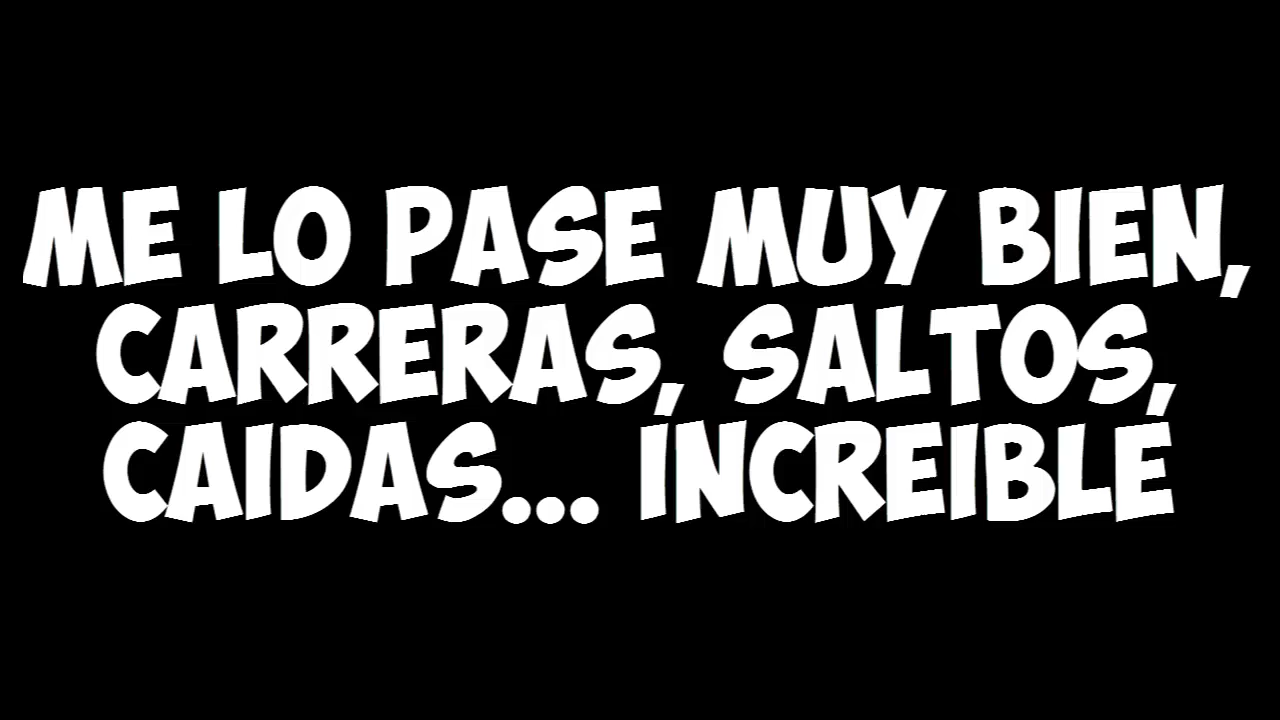 ME LO PASE MUY BIEN,
CARRERAS, SALTOS,
CAIDAS... INCREIBLE